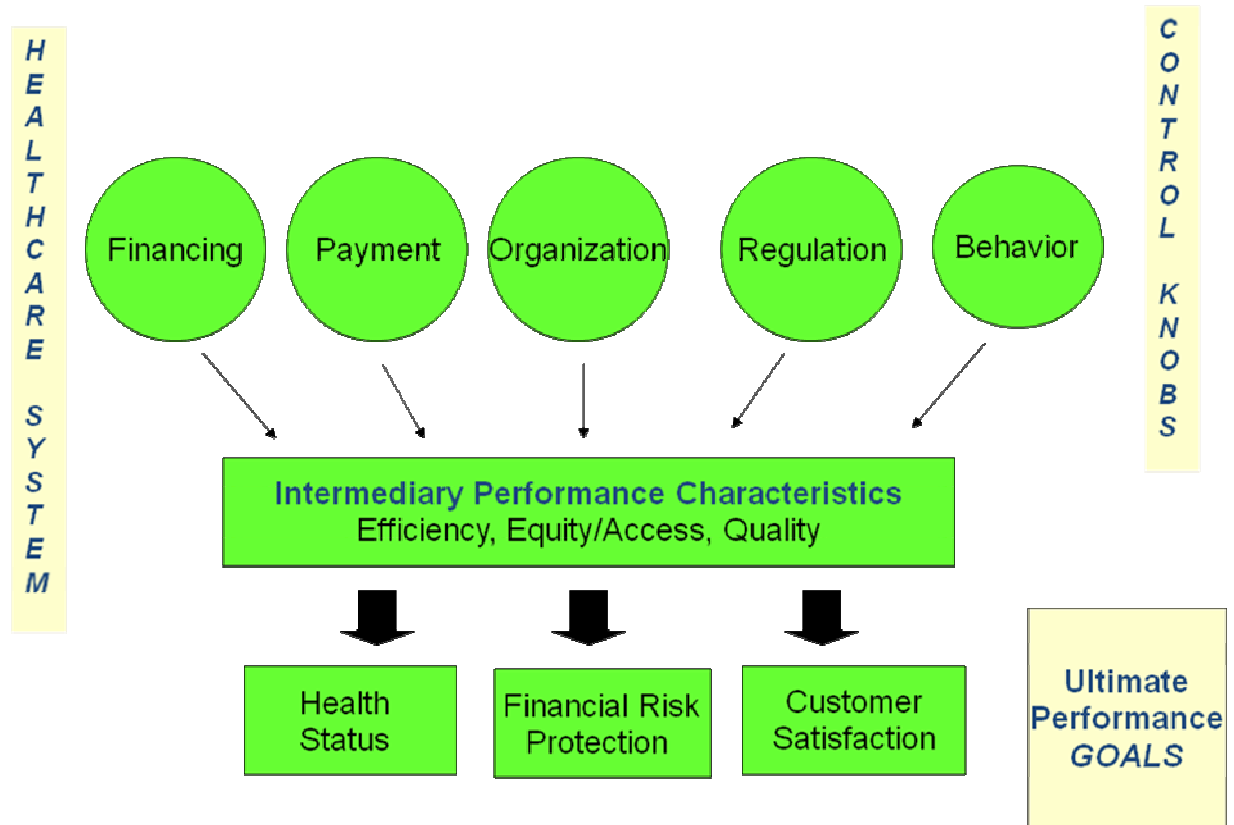 HEALTHCARE SYSTEM
CONTROL KNOBS
Financing
Payment
Organization
Regulation
Behavior
Intermediary Performance Characteristics
Efficiency, Equity/Access, Quality
Health
Status
Financial Risk
Protection
Customer
Satisfaction
Ultimate
Performance
GOALS